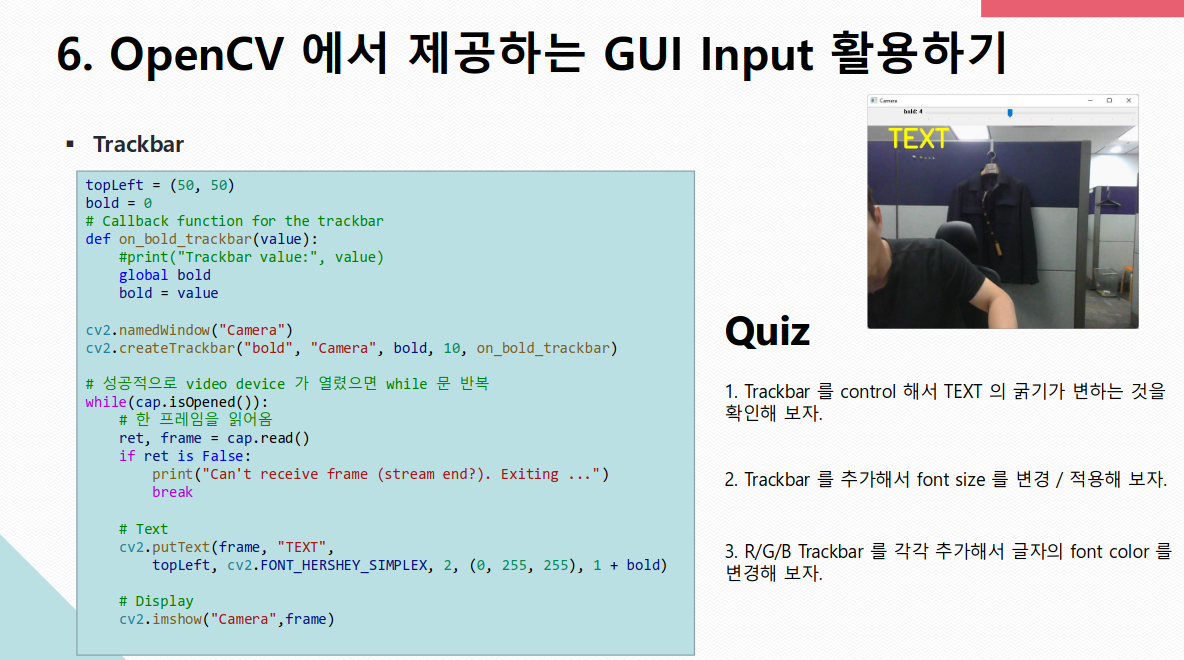 6. OpenCV 에서 제공하는 GUI Input 활용하기
▪ Trackbar
topLeft = (50, 50)
bold = 0
# Callback function for the trackbar
def on_bold_trackbar(value):
    #print("Trackbar value:", value)
    global bold
    bold = value

cv2.namedWindow("Camera")
cv2.createTrackbar("bold", "Camera", bold, 10, on_bold_trackbar)

# 성공적으로 video device 가 열렸으면 while 문 반복
while(cap.isOpened()):
    # 한 프레임을 읽어옴
    ret, frame = cap.read()
    if ret is False:
        print("Can't receive frame (stream end?). Exiting ...")
        break

    # Text
    cv2.putText(frame, "TEXT",
        topLeft, cv2.FONT_HERSHEY_SIMPLEX, 2, (0, 255, 255), 1 + bold)

    # Display
    cv2.imshow("Camera",frame)
Camera
bold: 4
TEXT
Quiz
1. Trackbar 를 control 해서 TEXT 의 굵기가 변하는 것을
확인해 보자.
2. Trackbar 를 추가해서 font size 를 변경 / 적용해 보자.
3. R/G/B Trackbar 를 각각 추가해서 글자의 font color 를
변경해 보자.